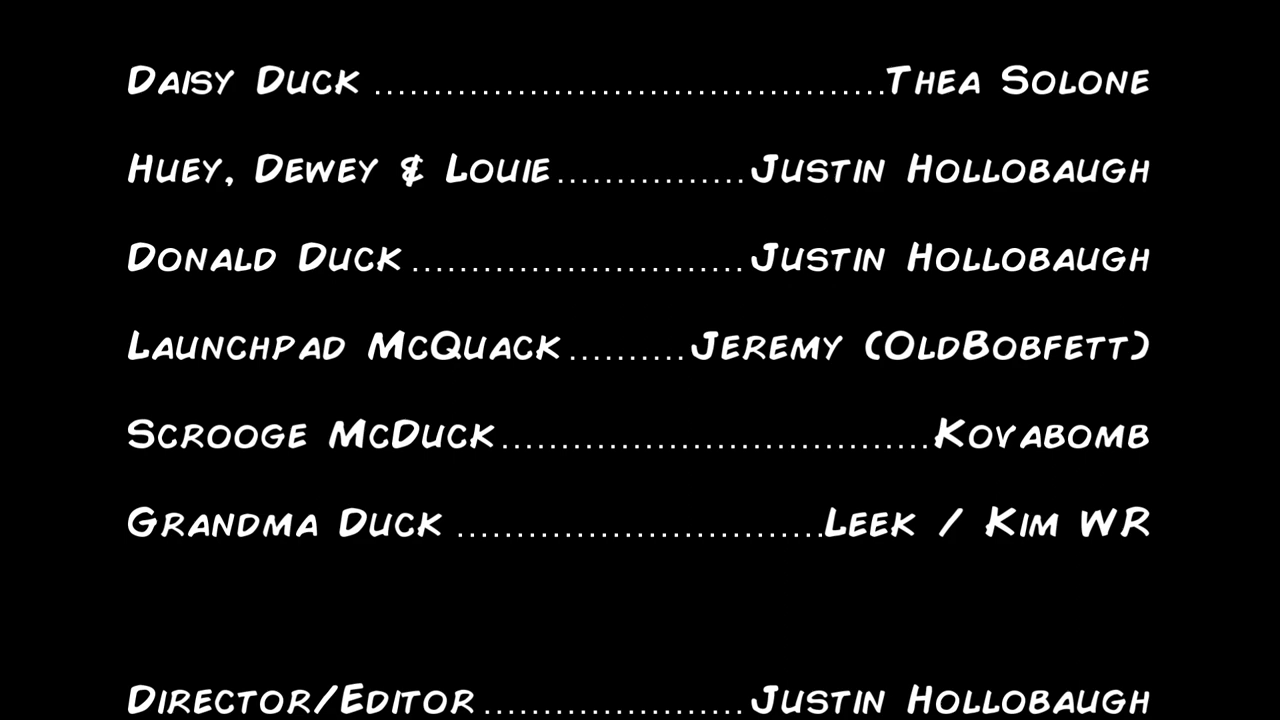 Daisy Duck ...........................................Thea Solone
Huey, Dewey & Louie................Justin Hollobaugh
Donald Duck ............................Justin Hollobaugh
Launchpad McQuack ..........Jeremy (OldBobfett)
Scrooge McDuck....................................Kovabomb
Grandma Duck ...............................Leek / Kim WR
Director/Editor ......................Justin Hollobaugh